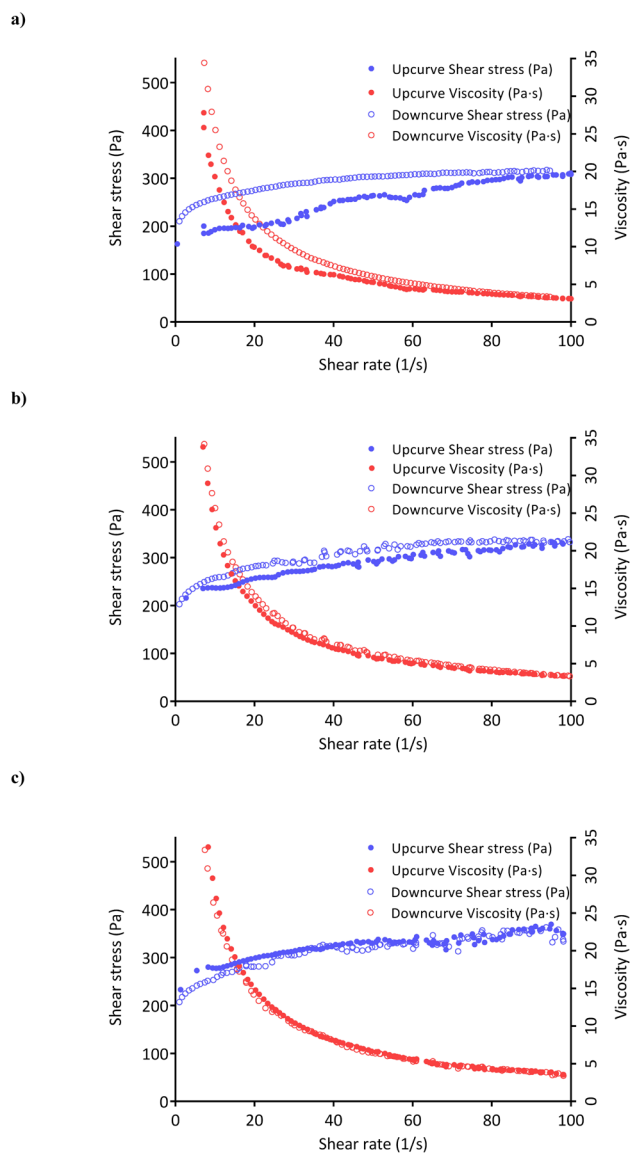 a)
Upcurve Shear stress (Pa)
Upcurve Viscosity (Pa·s)
Downcurve Shear stress (Pa)
Downcurve Viscosity (Pa·s)
500
400
300
200
100
0
Shear stress (Pa)
35
30
25
20
15
10
5
0
Viscosity (Pa·s)
0 20 40 60 80 100
Shear rate (1/s)
b)
Upcurve Shear stress (Pa)
Upcurve Viscosity (Pa·s)
Downcurve Shear stress (Pa)
Downcurve Viscosity (Pa·s)
500
400
300
200
100
0
Shear stress (Pa)
35
30
25
20
15
10
5
0
Viscosity (Pa·s)
0 20 40 60 80 100
Shear rate (1/s)
c)
Upcurve Shear stress (Pa)
Upcurve Viscosity (Pa·s)
Downcurve Shear stress (Pa)
Downcurve Viscosity (Pa·s)
500
400
300
200
100
0
Shear stress (Pa)
35
30
25
20
15
10
5
0
Viscosity (Pa·s)
0 20 40 60 80 100
Shear rate (1/s)